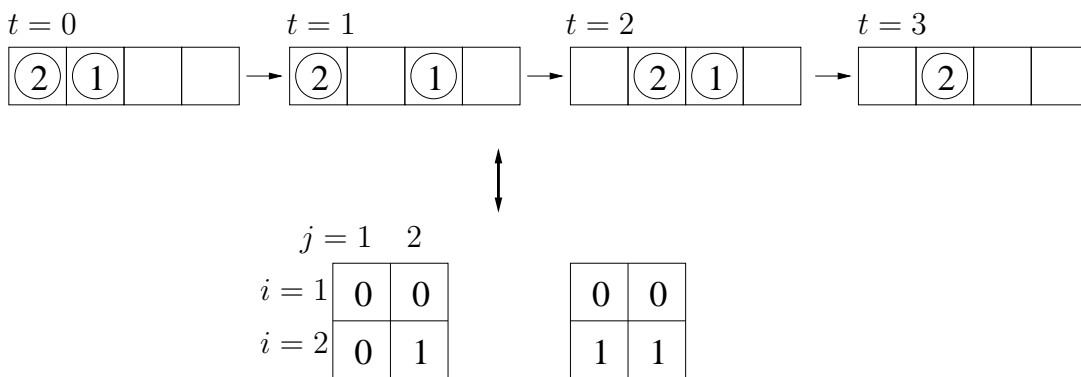 t = 0 t = 1 t = 2 t = 3
2 1 2 1 2 1 2
j = 1 2
i = 1 0 0 0 0
i = 2 0 1 1 1